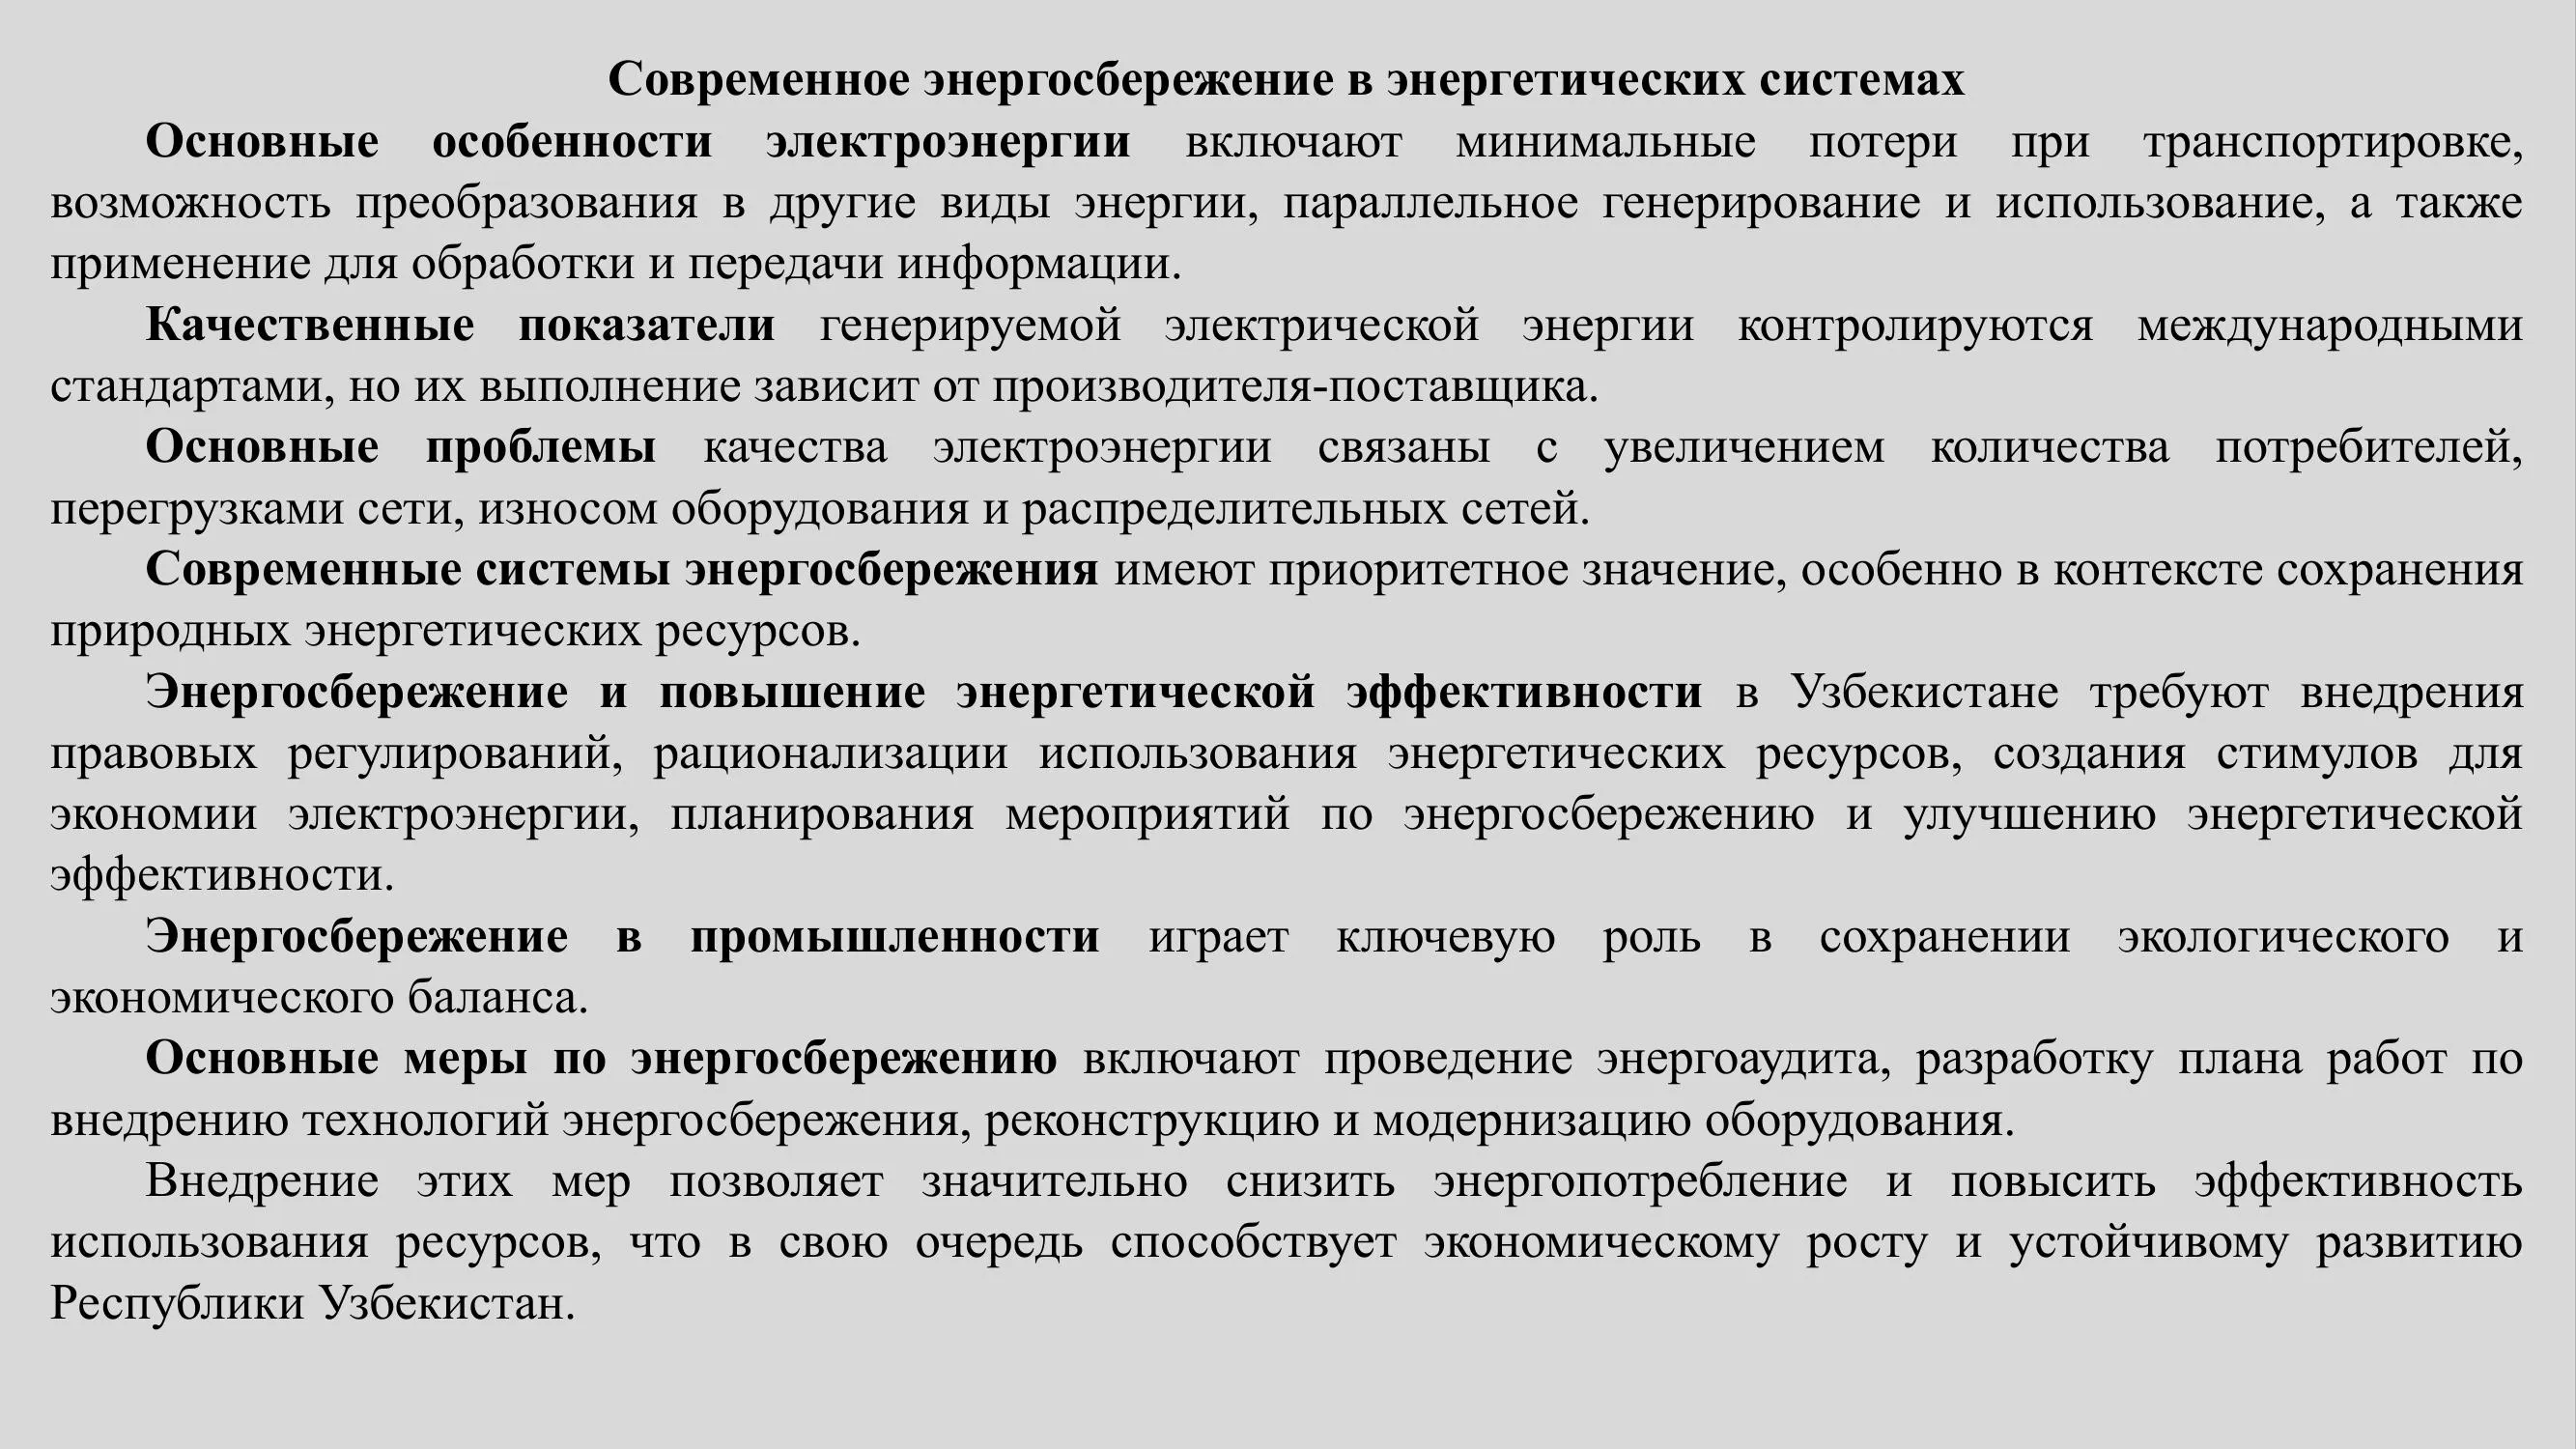 Современное энергосбережение в энергетических системах
Основные особенности электроэнергии включают минимальные потери при транспортировке,
возможность преобразования в другие виды энергии, параллельное генерирование и использование, а также
применение для обработки и передачи информации.
Качественные показатели генерируемой электрической энергии контролируются международными
стандартами, но их выполнение зависит от производителя-поставщика.
Основные проблемы качества электроэнергии связаны с увеличением количества потребителей,
перегрузками сети, износом оборудования и распределительных сетей.
Современные системы энергосбережения имеют приоритетное значение, особенно в контексте сохранения
природных энергетических ресурсов.
Энергосбережение и повышение энергетической эффективности в Узбекистане требуют внедрения
правовых регулирований, рационализации использования энергетических ресурсов, создания стимулов для
экономии электроэнергии, планирования мероприятий по энергосбережению и улучшению энергетической
эффективности.
Энергосбережение в промышленности играет ключевую роль в сохранении экологического и
экономического баланса.
Основные меры по энергосбережению включают проведение энергоаудита, разработку плана работ по
внедрению технологий энергосбережения, реконструкцию и модернизацию оборудования.
Внедрение этих мер позволяет значительно снизить энергопотребление и повысить эффективность
использования ресурсов, что в свою очередь способствует экономическому росту и устойчивому развитию
Республики Узбекистан.